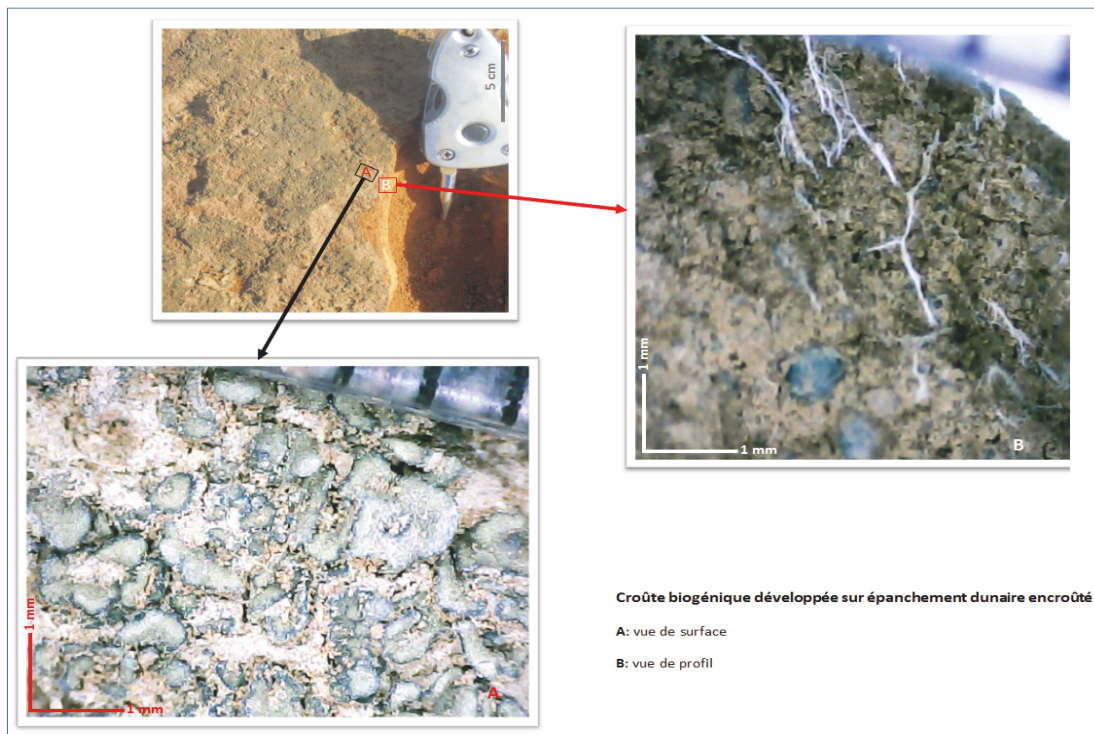 5 cm
A
B
1 mm
1 mm
B
1 mm
1 mm
A
Croûte biogénique développée sur épanchement dunaire encroûté
A: vue de surface
B: vue de profil